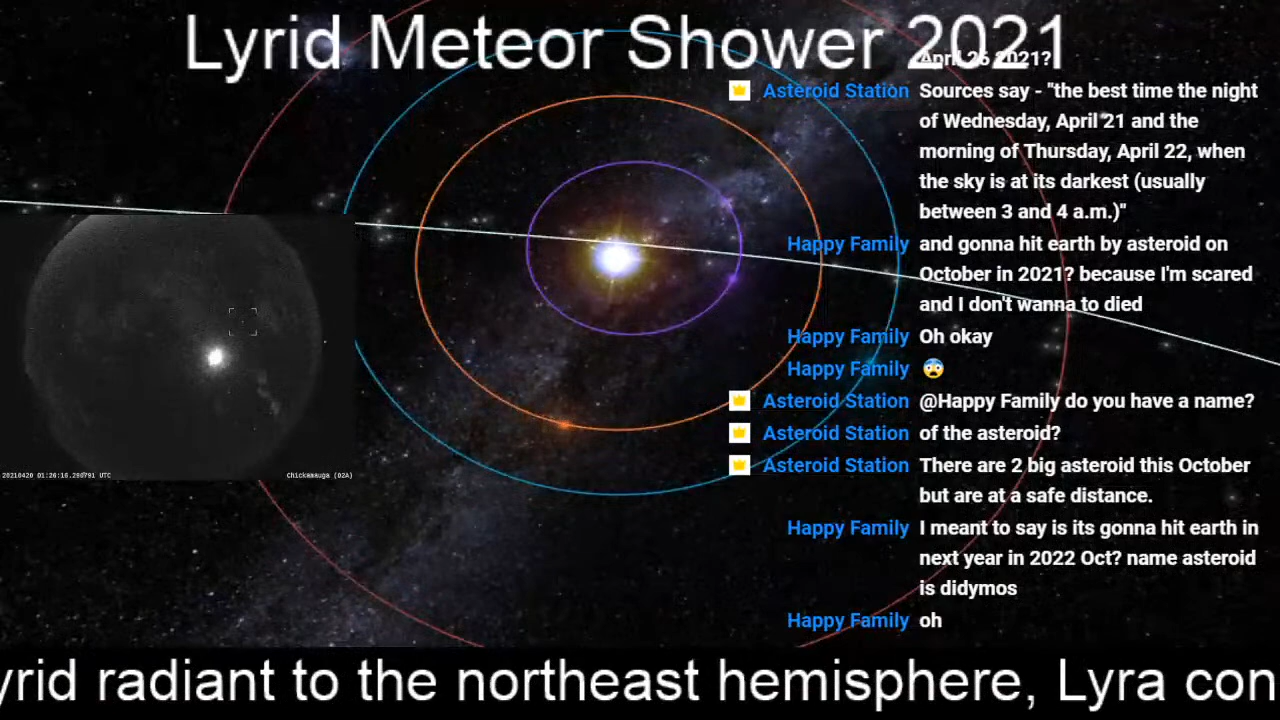 Lyrid Meteor Shower 2021
April 26 2021?
Asteroid Station Sources say - "the best time the night
of Wednesday, April 21 and the
morning of Thursday, April 22, when
the sky is at its darkest (usually
between 3 and 4 a.m.)"
Happy Family and gonna hit earth by asteroid on
October in 2021? because I'm scared
and I don't wanna to died
Happy Family Oh okay
Happy Family 😨
Asteroid Station @Happy Family do you have a name?
Asteroid Station of the asteroid?
Asteroid Station There are 2 big asteroid this October
but are at a safe distance.
Happy Family I meant to say is its gonna hit earth in
next year in 2022 Oct? name asteroid
is didymos
Happy Family oh
Chickamauga (02A)
yrid radiant to the northeast hemisphere, Lyra con